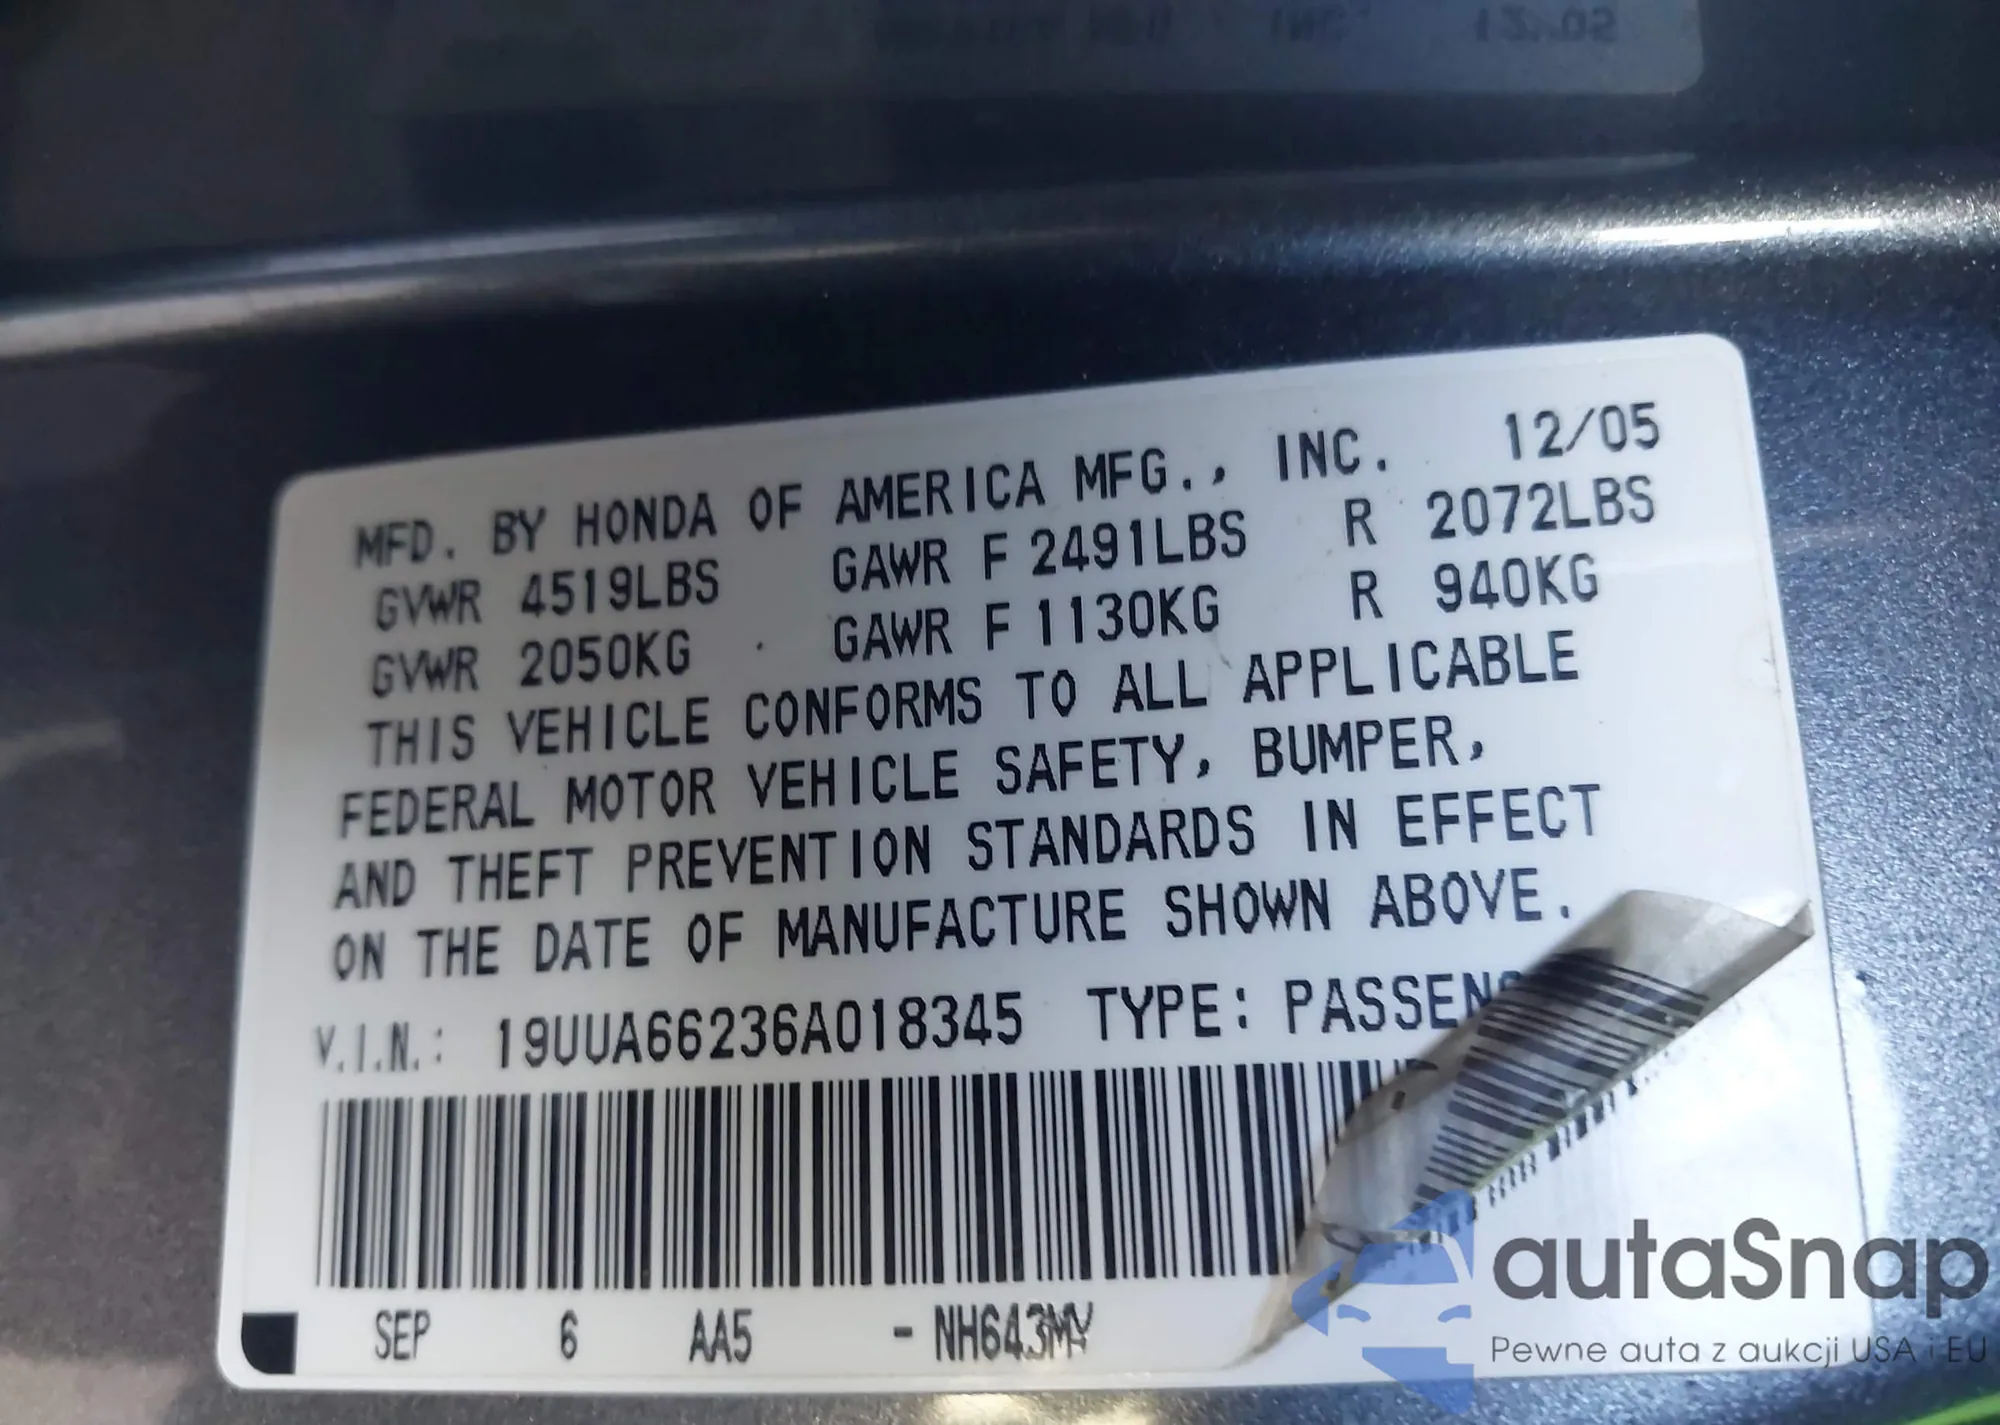 MFD. BY HONDA OF AMERICA MFG., INC. 12/05
GVWR 4519LBS GAWR F 2491LBS R 2072LBS
GVWR 2050KG GAWR F 1130KG R 940KG
THIS VEHICLE CONFORMS TO ALL APPLICABLE
FEDERAL MOTOR VEHICLE SAFETY, BUMPER,
AND THEFT PREVENTION STANDARDS IN EFFECT
ON THE DATE OF MANUFACTURE SHOWN ABOVE.
V.I.N.: 19UUA66236A018345 TYPE: PASSEN
SEP 6 AA5 - NH643MY
autaSnap
Pewne auta z aukcji USA i EU